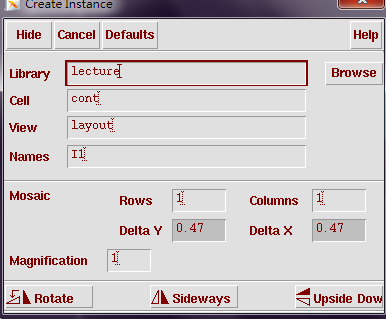 Create Instance
Hide Cancel Defaults Help
Library lecture Browse
Cell cont
View layout
Names I1
Mosaic Rows 1 Columns 1
Delta Y 0.47 Delta X 0.47
Magnification 1
Rotate Sideways Upside Dow